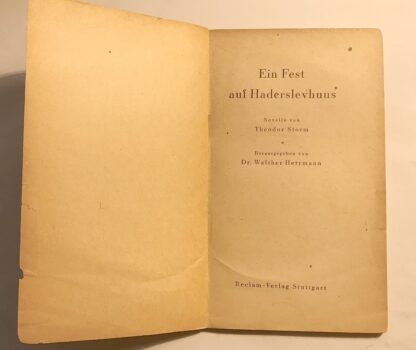 Ein Fest
auf Haderslevhuus
Novelle von
Theodor Storm
Herausgegeben von
Dr. Walther Herrmann
Reclam-Verlag Stuttgart